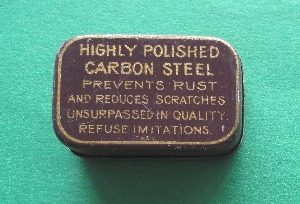 HIGHLY POLISHED
CARBON STEEL
PREVENTS RUST
AND REDUCES SCRATCHES
UNSURPASSED IN QUALITY.
REFUSE IMITATIONS.